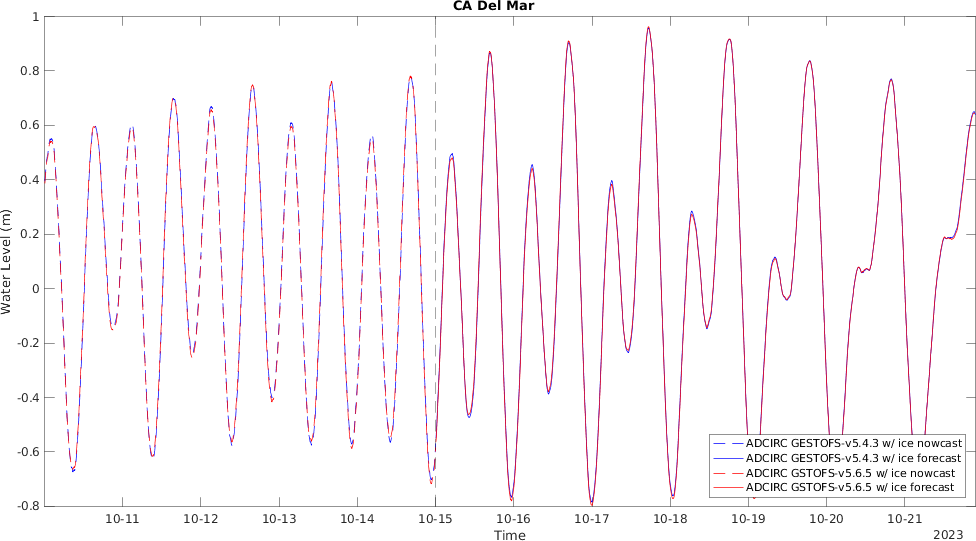 CA Del Mar
1
0.8
0.6
0.4
0.2
0
-0.2
-0.4
-0.6
-0.8
Water Level (m)
ADCIRC GESTOFS-v5.4.3 w/ ice nowcast
ADCIRC GESTOFS-v5.4.3 w/ ice forecast
ADCIRC GSTOFS-v5.6.5 w/ ice nowcast
ADCIRC GSTOFS-v5.6.5 w/ ice forecast
10-11 10-12 10-13 10-14 10-15 10-16 10-17 10-18 10-19 10-20 10-21
Time
2023